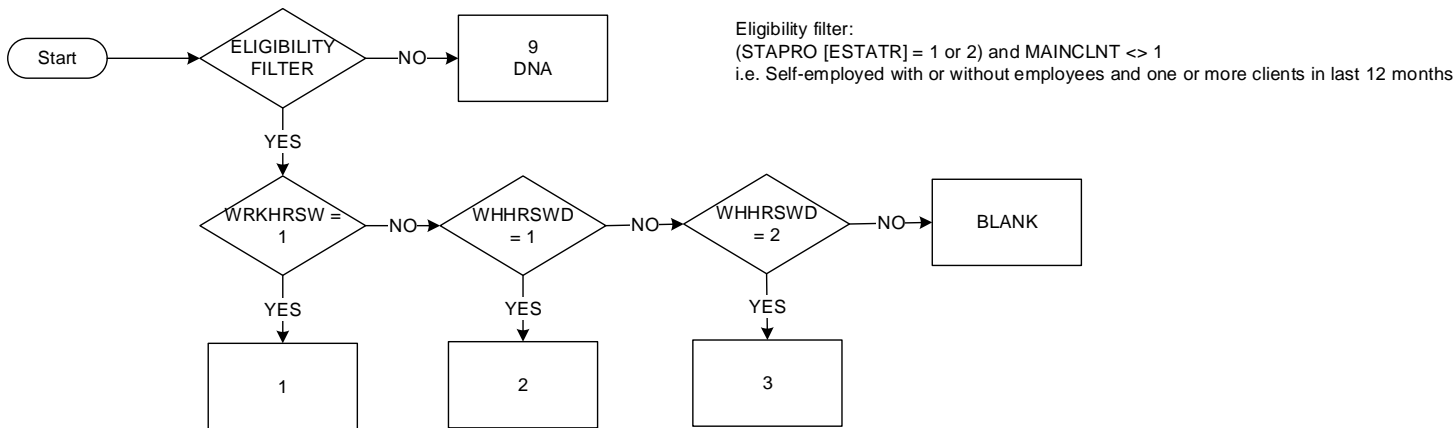 Start
ELIGIBILITY
FILTER
NO
9
DNA
Eligibility filter:
(STAPRO [ESTATR] = 1 or 2) and MAINCLNT <> 1
i.e. Self-employed with or without employees and one or more clients in last 12 months
YES
WRKHRSW =
1
NO
WHHRSWD
= 1
NO
WHHRSWD
= 2
NO
BLANK
YES
YES
YES
1
2
3